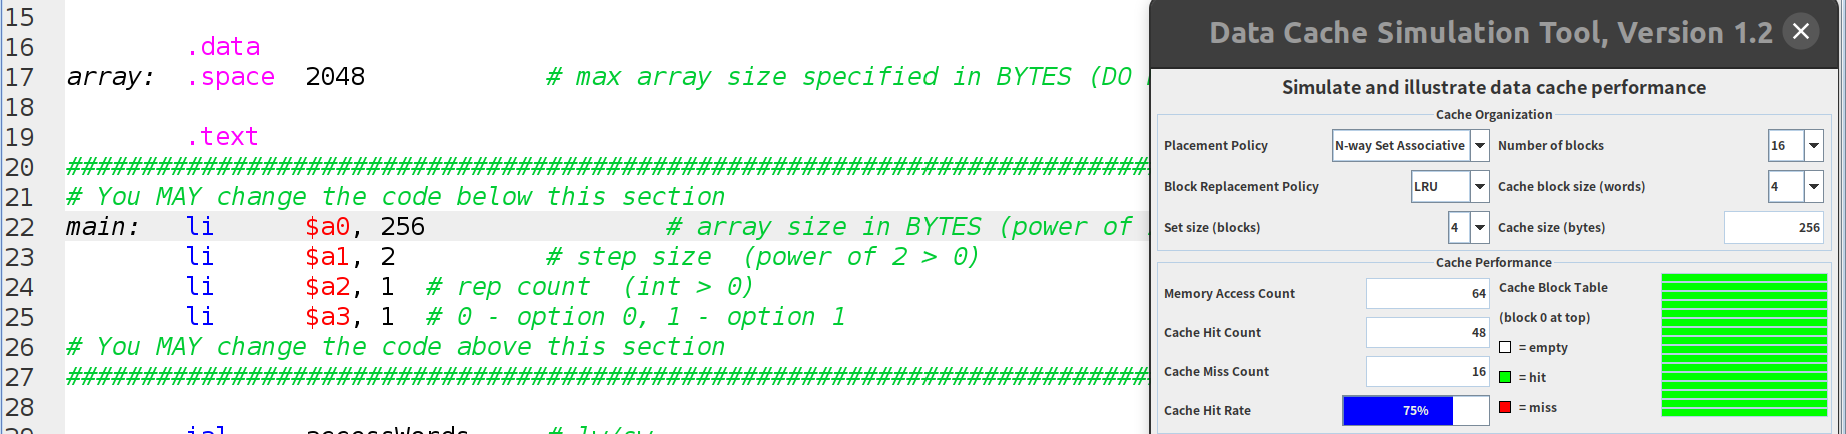 15
16 .data
17 array: .space 2048 # max array size specified in BYTES (DO
18
19 .text
20 ################################################################################
21 # You MAY change the code below this section
22 main: li $a0, 256 # array size in BYTES (power of
23 li $a1, 2 # step size (power of 2 > 0)
24 li $a2, 1 # rep count (int > 0)
25 li $a3, 1 # 0 - option 0, 1 - option 1
26 # You MAY change the code above this section
27 ################################################################################
28
Data Cache Simulation Tool, Version 1.2
Simulate and illustrate data cache performance
Cache Organization
Placement Policy N-way Set Associative Number of blocks 16
Block Replacement Policy LRU Cache block size (words) 4
Set size (blocks) 4 Cache size (bytes) 256
Cache Performance
Memory Access Count 64 Cache Block Table
(block 0 at top)
Cache Hit Count 48
= empty
Cache Miss Count 16 = hit
Cache Hit Rate 75% = miss